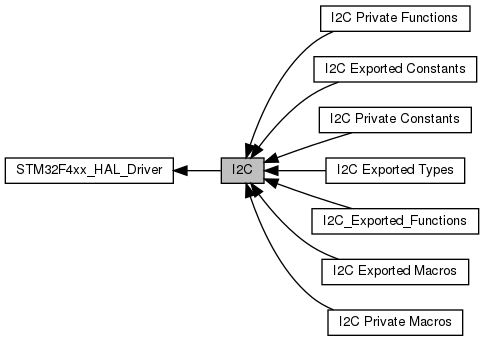 I2C Private Functions
I2C Exported Constants
I2C Private Constants
STM32F4xx_HAL_Driver
I2C
I2C Exported Types
I2C_Exported_Functions
I2C Exported Macros
I2C Private Macros